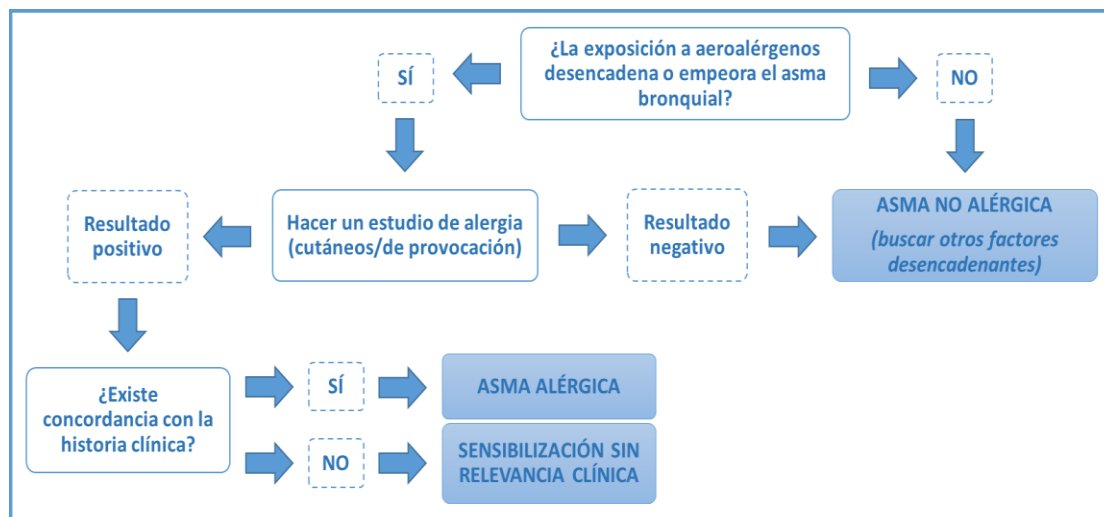 ¿La exposición a aeroalérgenos
desencadena o empeora el asma
bronquial?
SÍ
NO
Resultado
positivo
Hacer un estudio de alergia
(cutáneos/de provocación)
Resultado
negativo
ASMA NO ALÉRGICA
(buscar otros factores
desencadenantes)
¿Existe
concordancia con la
historia clínica?
SÍ
ASMA ALÉRGICA
NO
SENSIBILIZACIÓN SIN
RELEVANCIA CLÍNICA